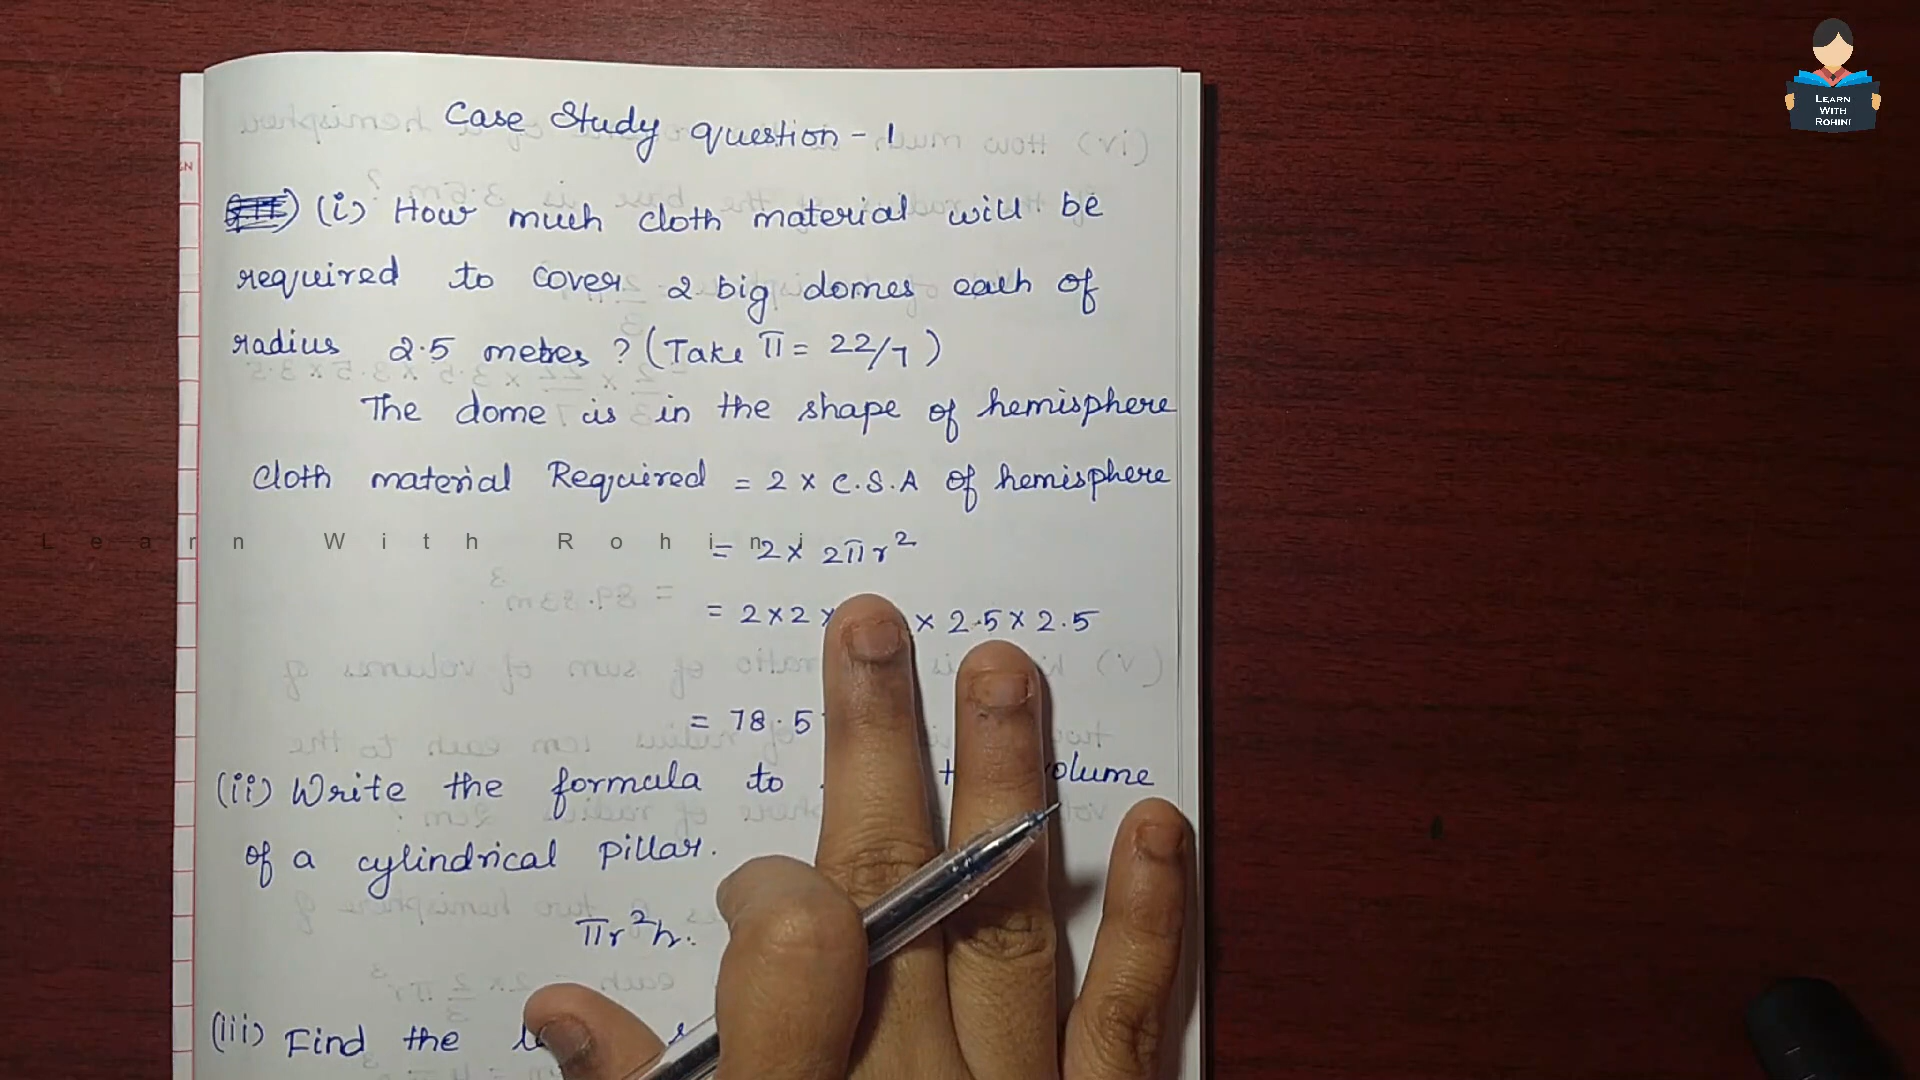 Case Study question - 1
(i) How much cloth material will be
required to cover 2 big domes each of
radius 2.5 metres ? (Take π = 22/7)
The dome is in the shape of hemisphere
Cloth material Required = 2 x C.S.A of hemisphere
= 2 x 2πr²
= 2 x 2 x x 2.5 x 2.5
= 78.5
(ii) Write the formula to volume
of a cylindrical pillar.
πr²h.
(iii) Find the
Learn With Rohini
LEARN
WITH
ROHINI